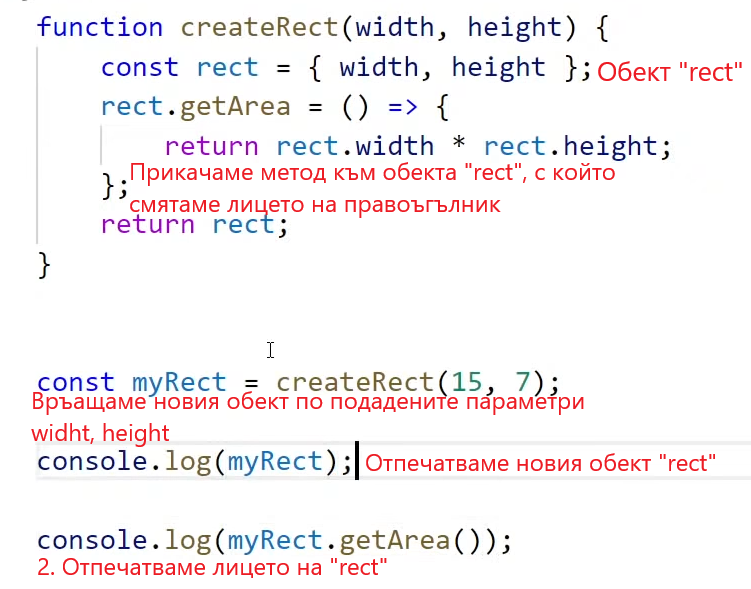 function createRect(width, height) {
const rect = { width, height }; Обект "rect"
rect.getArea = () => {
return rect.width * rect.height;
}; Прикачаме метод към обекта "rect", с който
смятаме лицето на правоъгълник
return rect;
}
const myRect = createRect(15, 7);
Връащаме новия обект по подадените параметри
widht, height
console.log(myRect); Отпечатваме новия обект "rect"
console.log(myRect.getArea());
2. Отпечатваме лицето на "rect"